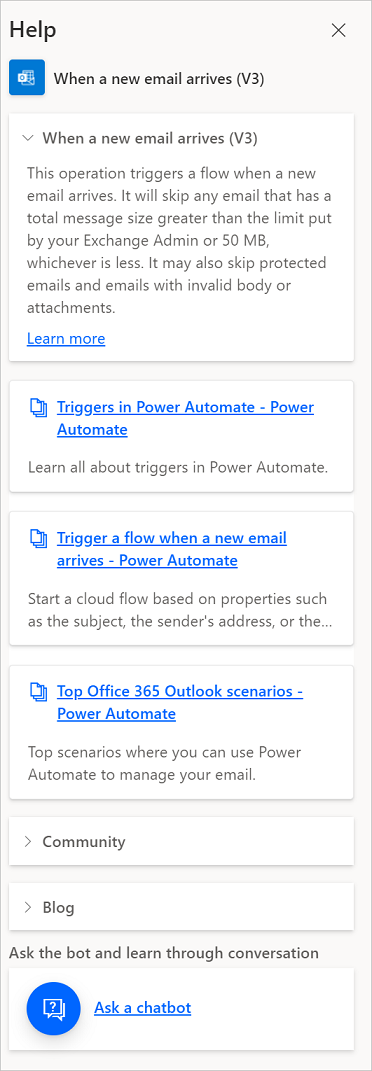 Help
When a new email arrives (V3)
When a new email arrives (V3)
This operation triggers a flow when a new
email arrives. It will skip any email that has a
total message size greater than the limit put
by your Exchange Admin or 50 MB,
whichever is less. It may also skip protected
emails and emails with invalid body or
attachments.
Learn more
Triggers in Power Automate - Power
Automate
Learn all about triggers in Power Automate.
Trigger a flow when a new email
arrives - Power Automate
Start a cloud flow based on properties such
as the subject, the sender's address, or the...
Top Office 365 Outlook scenarios -
Power Automate
Top scenarios where you can use Power
Automate to manage your email.
Community
Blog
Ask the bot and learn through conversation
Ask a chatbot